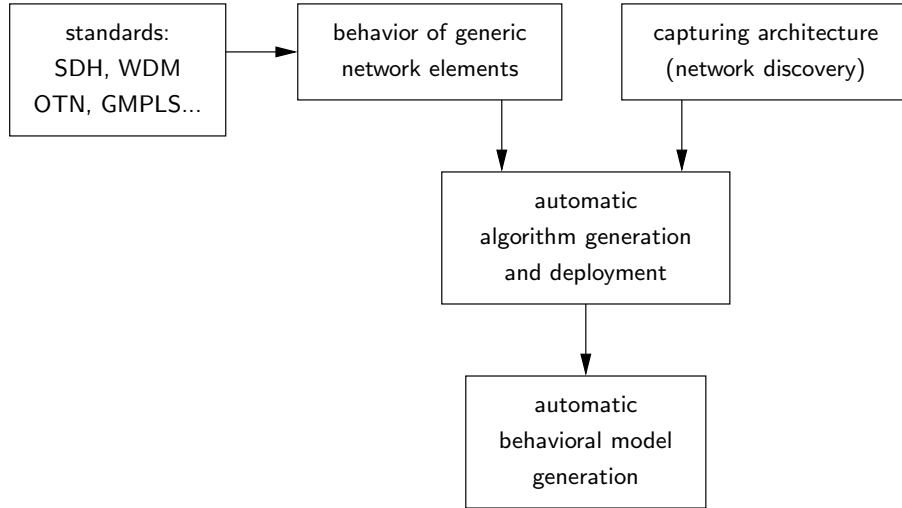 standards:
SDH, WDM
OTN, GMPLS...
behavior of generic
network elements
capturing architecture
(network discovery)
automatic
algorithm generation
and deployment
automatic
behavioral model
generation